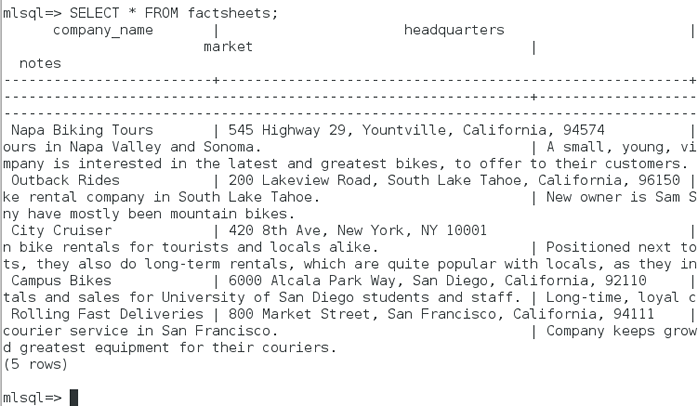 mlsql=> SELECT * FROM factsheets;
company_name | headquarters |
market |
notes
---------------------------+-----------------------------------------------------------+
------------------------------------------------------------------+--------------------
---------------------------------------------------------------------------------------
Napa Biking Tours | 545 Highway 29, Yountville, California, 94574 |
ours in Napa Valley and Sonoma. | A small, young, vi
mpany is interested in the latest and greatest bikes, to offer to their customers.
Outback Rides | 200 Lakeview Road, South Lake Tahoe, California, 96150 |
ke rental company in South Lake Tahoe. | New owner is Sam S
ny have mostly been mountain bikes.
City Cruiser | 420 8th Ave, New York, NY 10001 |
n bike rentals for tourists and locals alike. | Positioned next to
ts, they also do long-term rentals, which are quite popular with locals, as they in
Campus Bikes | 6000 Alcala Park Way, San Diego, California, 92110 |
tals and sales for University of San Diego students and staff. | Long-time, loyal c
Rolling Fast Deliveries | 800 Market Street, San Francisco, California, 94111 |
courier service in San Francisco. | Company keeps grow
d greatest equipment for their couriers.
(5 rows)
mlsql=>